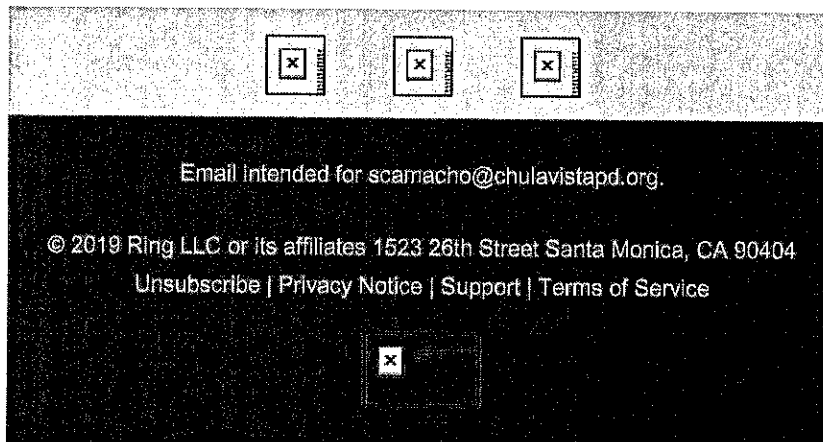 Email intended for scamacho@chulavistapd.org.
© 2019 Ring LLC or its affiliates 1523 26th Street Santa Monica, CA 90404
Unsubscribe | Privacy Notice | Support | Terms of Service